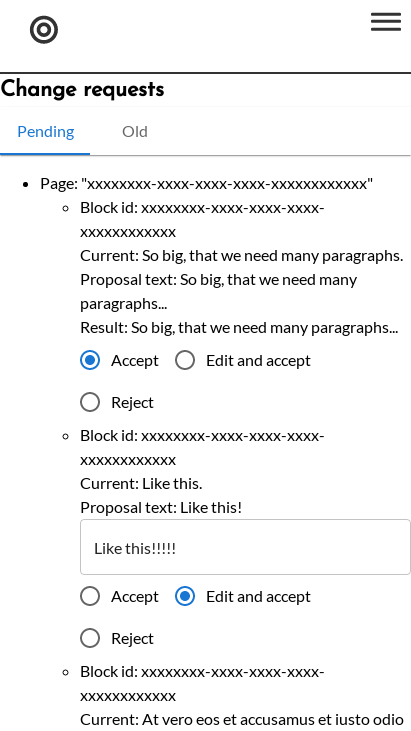 Change requests
Pending
Old
Page: "xxxxxxxx-xxxx-xxxx-xxxx-xxxxxxxxxxxx"
Block id: xxxxxxxx-xxxx-xxxx-xxxx-
xxxxxxxxxxxx
Current: So big, that we need many paragraphs.
Proposal text: So big, that we need many
paragraphs...
Result: So big, that we need many paragraphs...
Accept
Edit and accept
Reject
Block id: xxxxxxxx-xxxx-xxxx-xxxx-
xxxxxxxxxxxx
Current: Like this.
Proposal text: Like this!
Like this!!!!!
Accept
Edit and accept
Reject
Block id: xxxxxxxx-xxxx-xxxx-xxxx-
xxxxxxxxxxxx
Current: At vero eos et accusamus et iusto odio